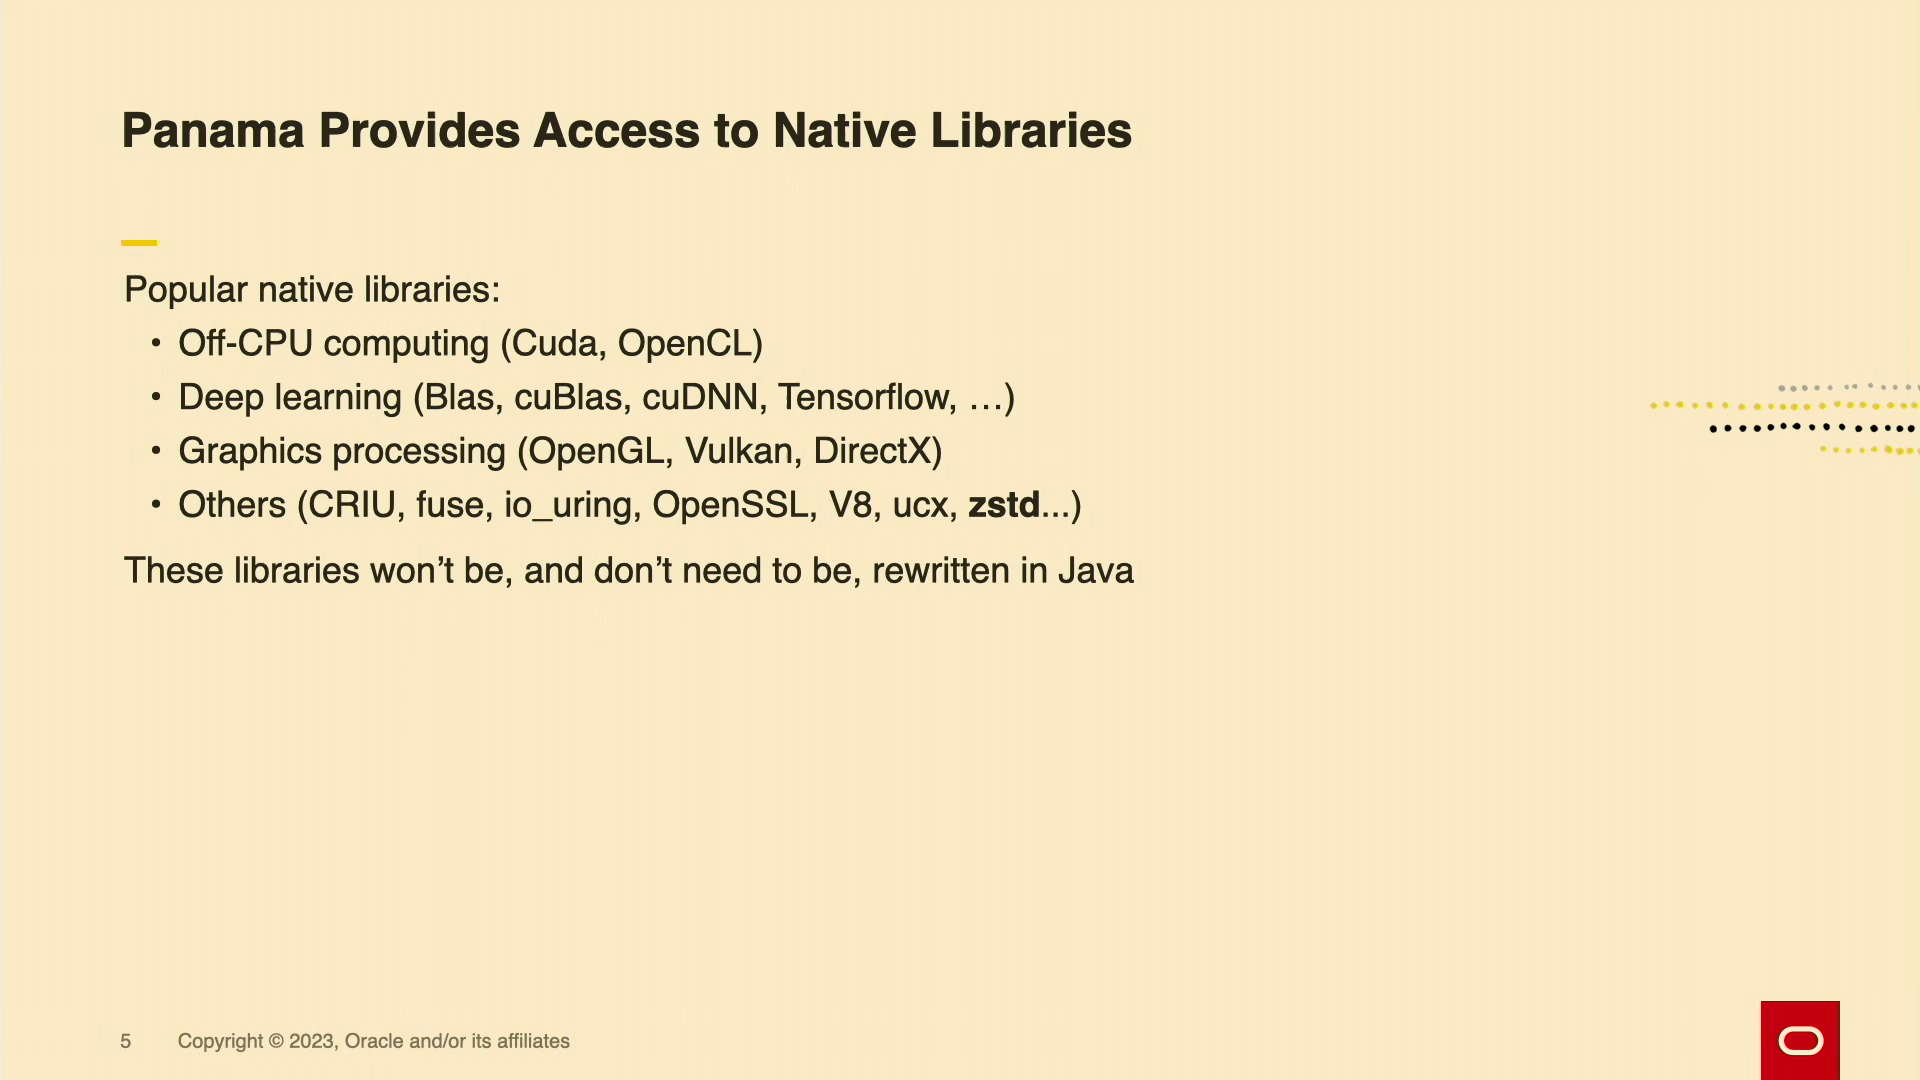 Panama Provides Access to Native Libraries
Popular native libraries:
• Off-CPU computing (Cuda, OpenCL)
• Deep learning (Blas, cuBlas, cuDNN, Tensorflow, …)
• Graphics processing (OpenGL, Vulkan, DirectX)
• Others (CRIU, fuse, io_uring, OpenSSL, V8, ucx, zstd...)
These libraries won’t be, and don’t need to be, rewritten in Java
5 Copyright © 2023, Oracle and/or its affiliates